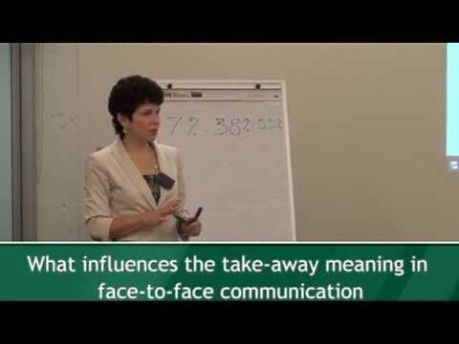 7% - 38% - 55%
What influences the take-away meaning in
face-to-face communication